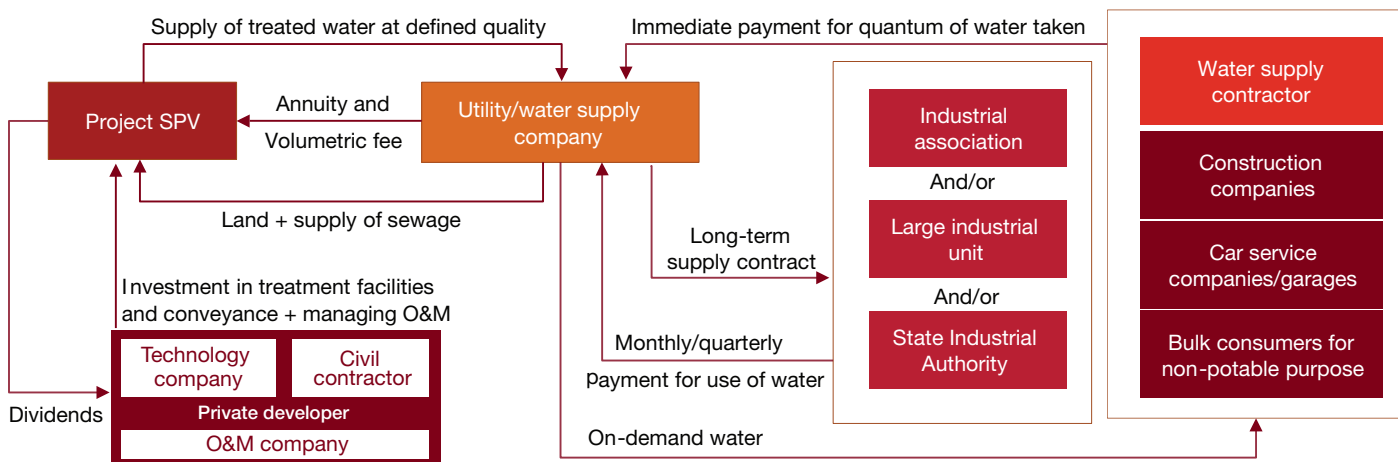 Supply of treated water at defined quality
Immediate payment for quantum of water taken
Project SPV
Annuity and
Volumetric fee
Utility/water supply
company
Land + supply of sewage
Industrial
association
And/or
Large industrial
unit
And/or
State Industrial
Authority
Water supply
contractor
Construction
companies
Car service
companies/garages
Bulk consumers for
non-potable purpose
Long-term
supply contract
Monthly/quarterly
payment for use of water
On-demand water
Investment in treatment facilities
and conveyance + managing O&M
Technology
company
Civil
contractor
Private developer
O&M company
Dividends